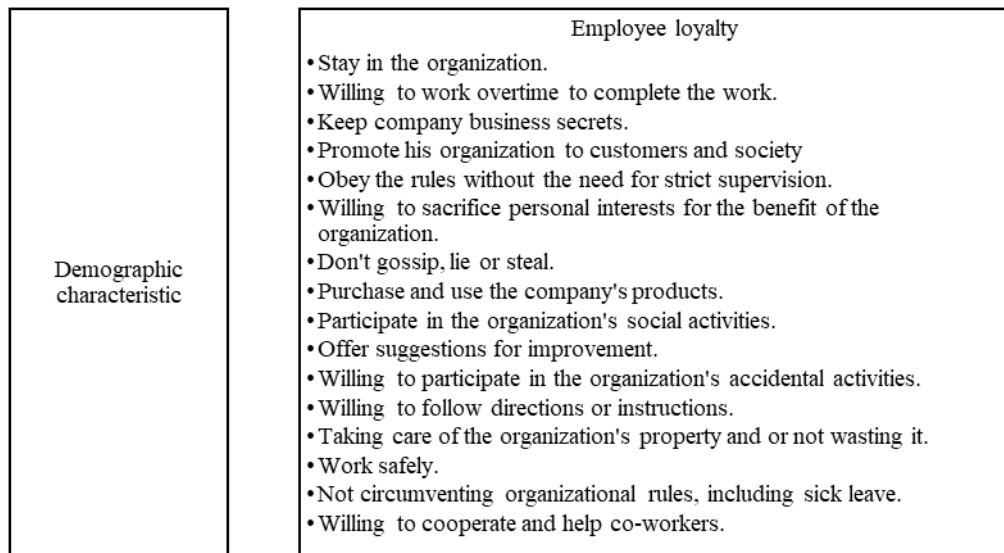 Demographic
characteristic
Employee loyalty
•Stay in the organization.
•Willing to work overtime to complete the work.
•Keep company business secrets.
•Promote his organization to customers and society
•Obey the rules without the need for strict supervision.
•Willing to sacrifice personal interests for the benefit of the
organization.
•Don't gossip, lie or steal.
•Purchase and use the company's products.
•Participate in the organization's social activities.
•Offer suggestions for improvement.
•Willing to participate in the organization's accidental activities.
•Willing to follow directions or instructions.
•Taking care of the organization's property and or not wasting it.
•Work safely.
•Not circumventing organizational rules, including sick leave.
•Willing to cooperate and help co-workers.